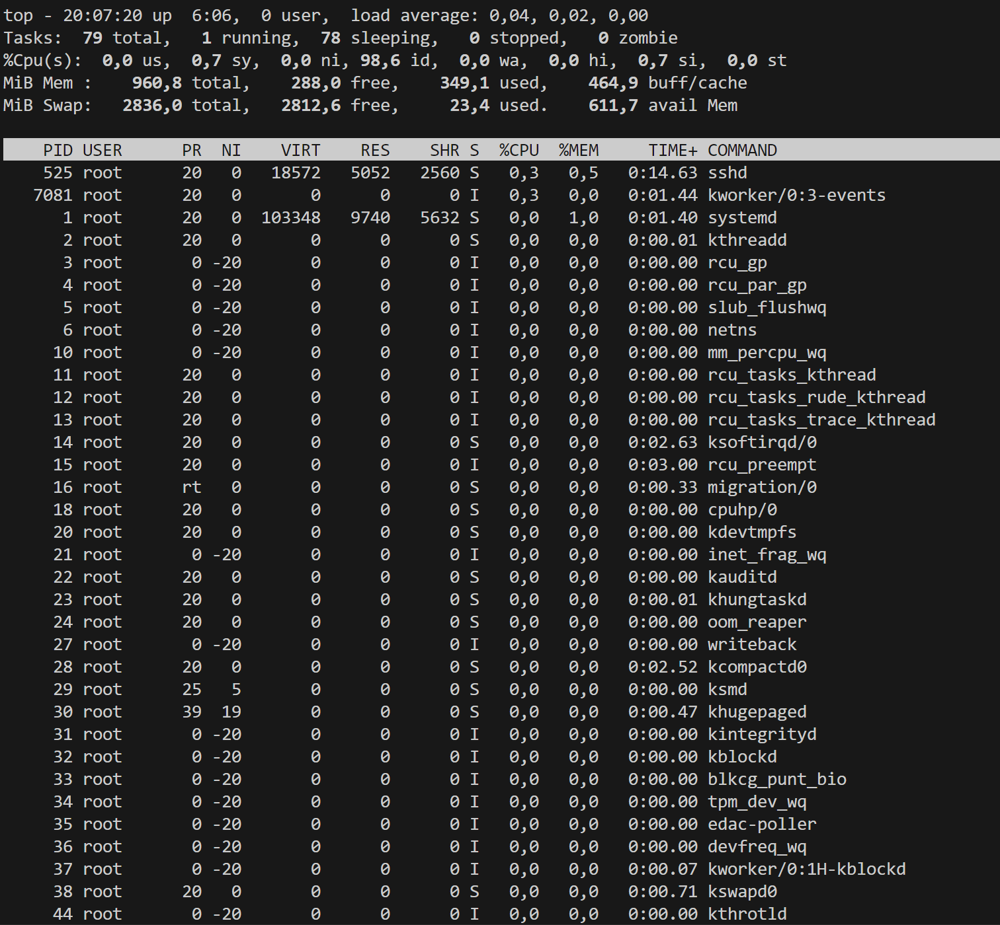 top - 20:07:20 up  6:06,  0 user,  load average: 0,04, 0,02, 0,00
Tasks:  79 total,   1 running,  78 sleeping,   0 stopped,   0 zombie
%Cpu(s):  0,0 us,  0,7 sy,  0,0 ni, 98,6 id,  0,0 wa,  0,0 hi,  0,7 si,  0,0 st
MiB Mem :    960,8 total,    288,0 free,    349,1 used,    464,9 buff/cache
MiB Swap:   2836,0 total,   2812,6 free,     23,4 used.    611,7 avail Mem
PID USER      PR  NI    VIRT    RES    SHR S  %CPU  %MEM     TIME+ COMMAND
525 root      20   0   18572   5052   2560 S   0,3   0,5   0:14.63 sshd
7081 root      20   0       0      0      0 I   0,3   0,0   0:01.44 kworker/0:3-events
1 root      20   0  103348   9740   5632 S   0,0   1,0   0:01.40 systemd
2 root      20   0       0      0      0 S   0,0   0,0   0:00.01 kthreadd
3 root       0 -20       0      0      0 I   0,0   0,0   0:00.00 rcu_gp
4 root       0 -20       0      0      0 I   0,0   0,0   0:00.00 rcu_par_gp
5 root       0 -20       0      0      0 I   0,0   0,0   0:00.00 slub_flushwq
6 root       0 -20       0      0      0 I   0,0   0,0   0:00.00 netns
10 root       0 -20       0      0      0 I   0,0   0,0   0:00.00 mm_percpu_wq
11 root      20   0       0      0      0 I   0,0   0,0   0:00.00 rcu_tasks_kthread
12 root      20   0       0      0      0 I   0,0   0,0   0:00.00 rcu_tasks_rude_kthread
13 root      20   0       0      0      0 I   0,0   0,0   0:00.00 rcu_tasks_trace_kthread
14 root      20   0       0      0      0 S   0,0   0,0   0:02.63 ksoftirqd/0
15 root      20   0       0      0      0 I   0,0   0,0   0:03.00 rcu_preempt
16 root      rt   0       0      0      0 S   0,0   0,0   0:00.33 migration/0
18 root      20   0       0      0      0 S   0,0   0,0   0:00.00 cpuhp/0
20 root      20   0       0      0      0 S   0,0   0,0   0:00.00 kdevtmpfs
21 root       0 -20       0      0      0 I   0,0   0,0   0:00.00 inet_frag_wq
22 root      20   0       0      0      0 S   0,0   0,0   0:00.00 kauditd
23 root      20   0       0      0      0 S   0,0   0,0   0:00.01 khungtaskd
24 root      20   0       0      0      0 S   0,0   0,0   0:00.00 oom_reaper
27 root       0 -20       0      0      0 I   0,0   0,0   0:00.00 writeback
28 root      20   0       0      0      0 S   0,0   0,0   0:02.52 kcompactd0
29 root      25   5       0      0      0 S   0,0   0,0   0:00.00 ksmd
30 root      39  19       0      0      0 S   0,0   0,0   0:00.47 khugepaged
31 root       0 -20       0      0      0 I   0,0   0,0   0:00.00 kintegrityd
32 root       0 -20       0      0      0 I   0,0   0,0   0:00.00 kblockd
33 root       0 -20       0      0      0 I   0,0   0,0   0:00.00 blkcg_punt_bio
34 root       0 -20       0      0      0 I   0,0   0,0   0:00.00 tpm_dev_wq
35 root       0 -20       0      0      0 I   0,0   0,0   0:00.00 edac-poller
36 root       0 -20       0      0      0 I   0,0   0,0   0:00.00 devfreq_wq
37 root       0 -20       0      0      0 I   0,0   0,0   0:00.07 kworker/0:1H-kblockd
38 root      20   0       0      0      0 S   0,0   0,0   0:00.71 kswapd0
44 root       0 -20       0      0      0 I   0,0   0,0   0:00.00 kthrotld